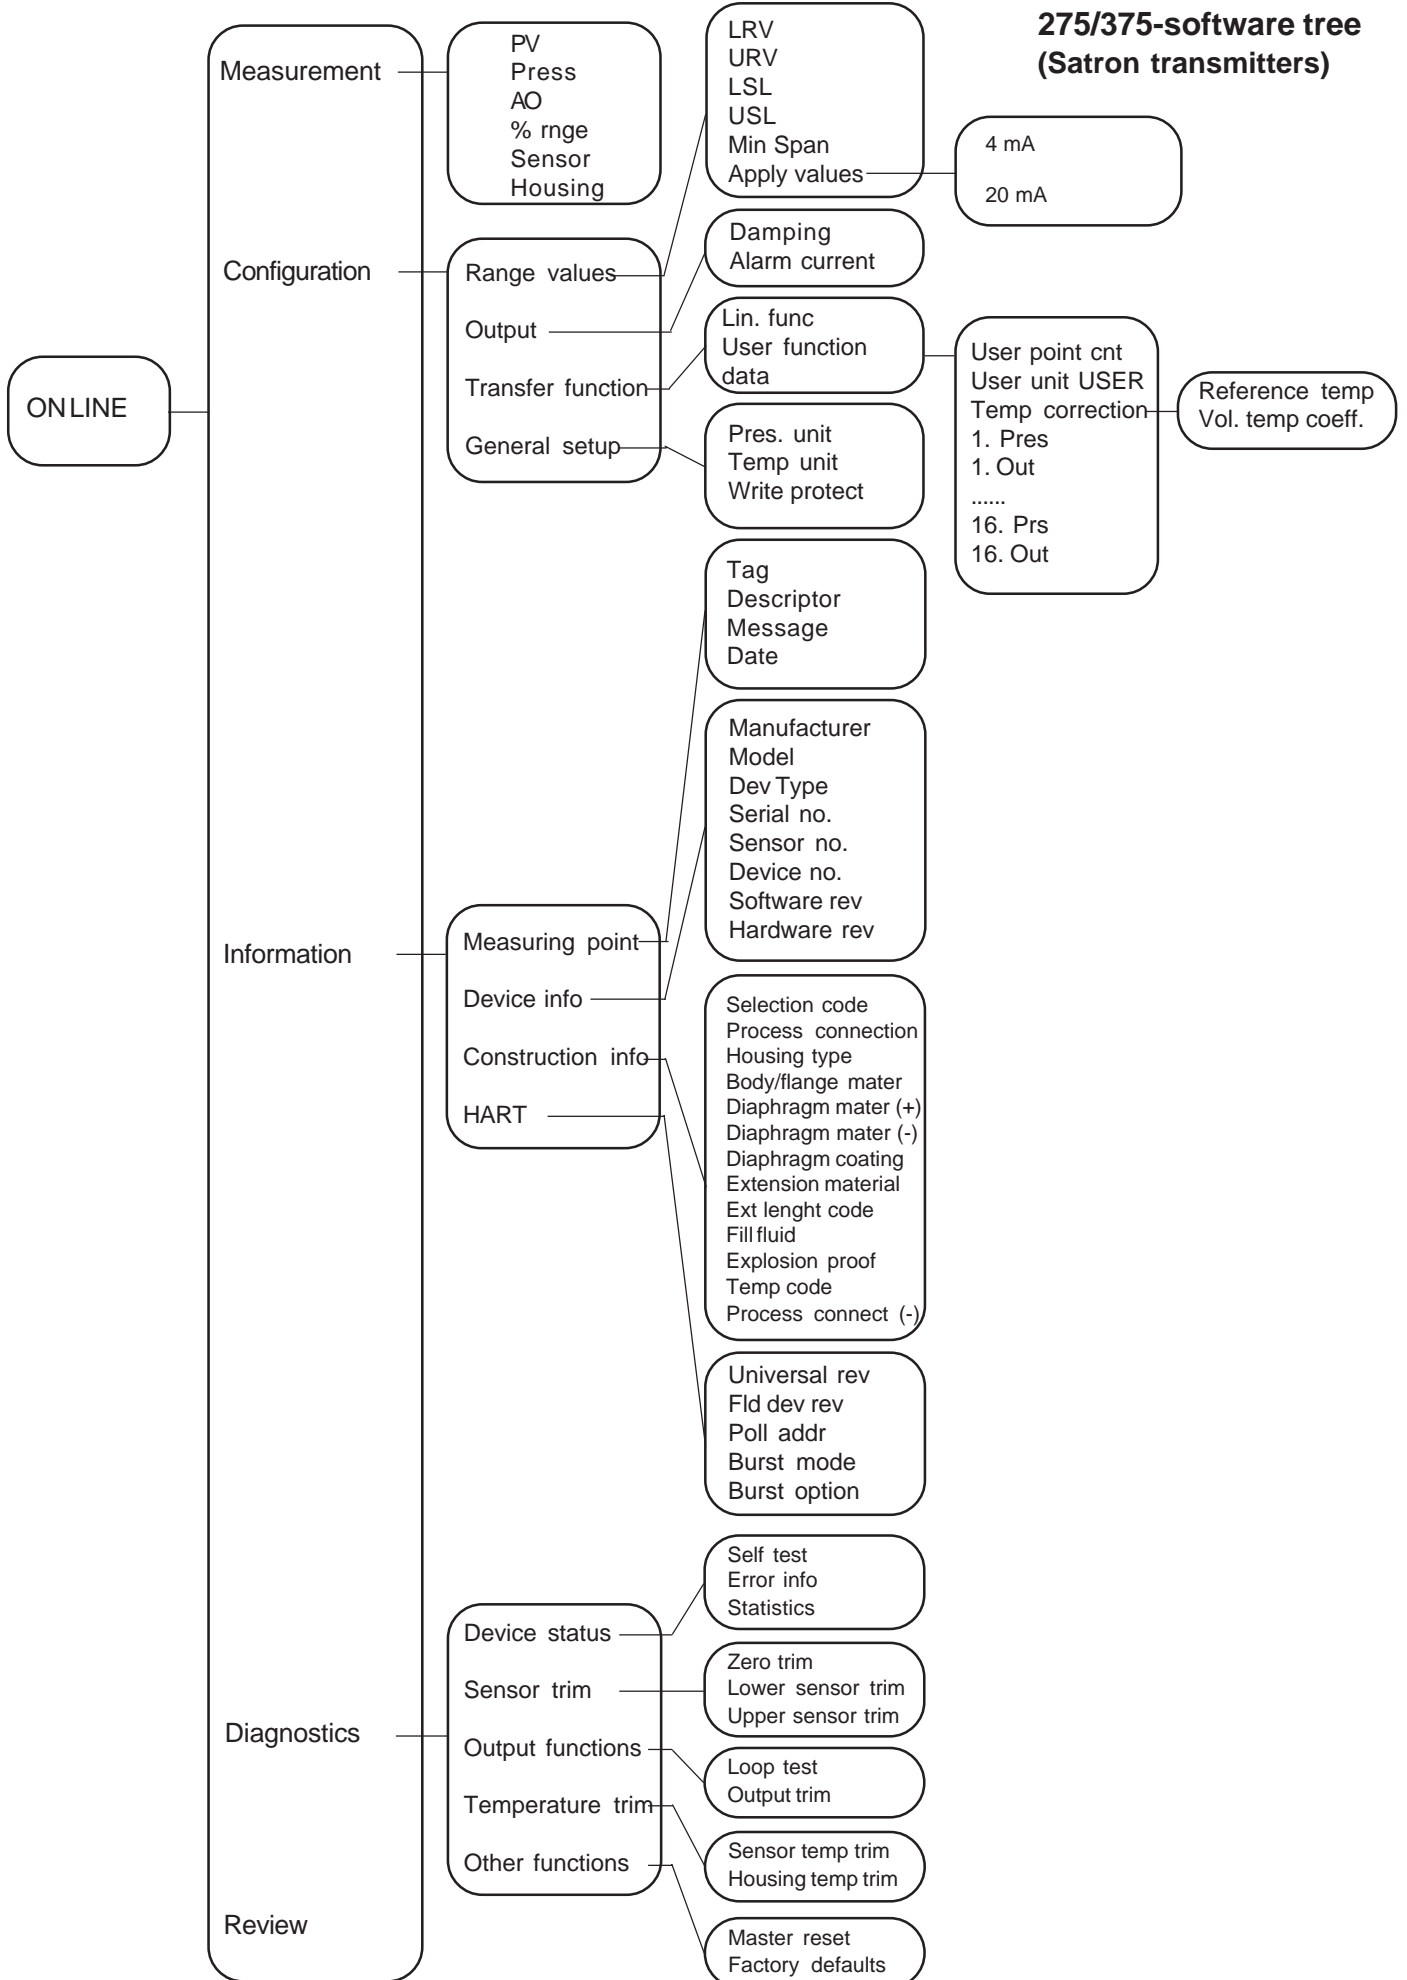 275/375-software tree
(Satron transmitters)
ONLINE
Measurement
Configuration
Information
Diagnostics
Review
PV
Press
AO
% rnge
Sensor
Housing
Range values
Output
Transfer function
General setup
LRV
URV
LSL
USL
Min Span
Apply values
4 mA
20 mA
Damping
Alarm current
Lin. func
User function
data
User point cnt
User unit USER
Temp correction
1. Pres
1. Out
......
16. Prs
16. Out
Reference temp
Vol. temp coeff.
Pres. unit
Temp unit
Write protect
Measuring point
Device info
Construction info
HART
Tag
Descriptor
Message
Date
Manufacturer
Model
Dev Type
Serial no.
Sensor no.
Device no.
Software rev
Hardware rev
Selection code
Process connection
Housing type
Body/flange mater
Diaphragm mater (+)
Diaphragm mater (-)
Diaphragm coating
Extension material
Ext lenght code
Fill fluid
Explosion proof
Temp code
Process connect (-)
Universal rev
Fld dev rev
Poll addr
Burst mode
Burst option
Device status
Sensor trim
Output functions
Temperature trim
Other functions
Self test
Error info
Statistics
Zero trim
Lower sensor trim
Upper sensor trim
Loop test
Output trim
Sensor temp trim
Housing temp trim
Master reset
Factory defaults